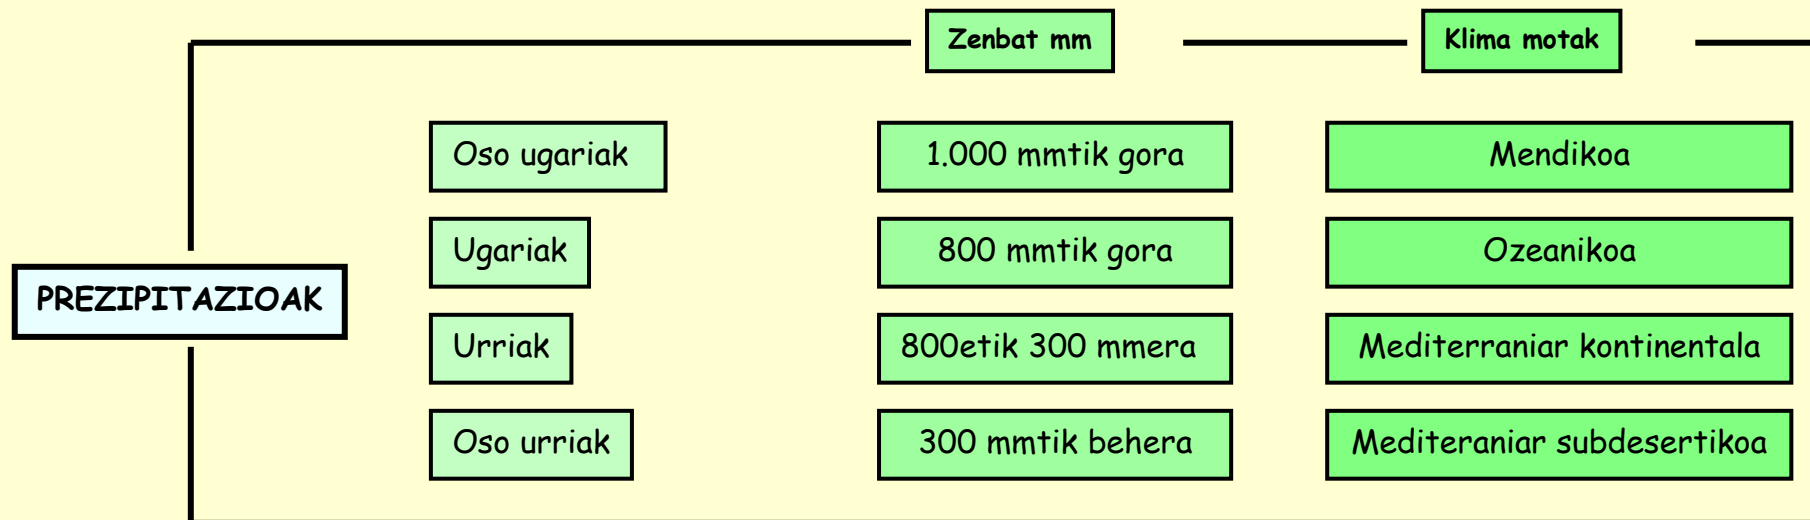 Zenbat mm
Klima motak
Oso ugariak
1.000 mmtik gora
Mendikoa
Ugariak
800 mmtik gora
Ozeanikoa
PREZIPITAZIOAK
Urriak
800etik 300 mmera
Mediterraniar kontinentala
Oso urriak
300 mmtik behera
Mediteraniar subdesertikoa